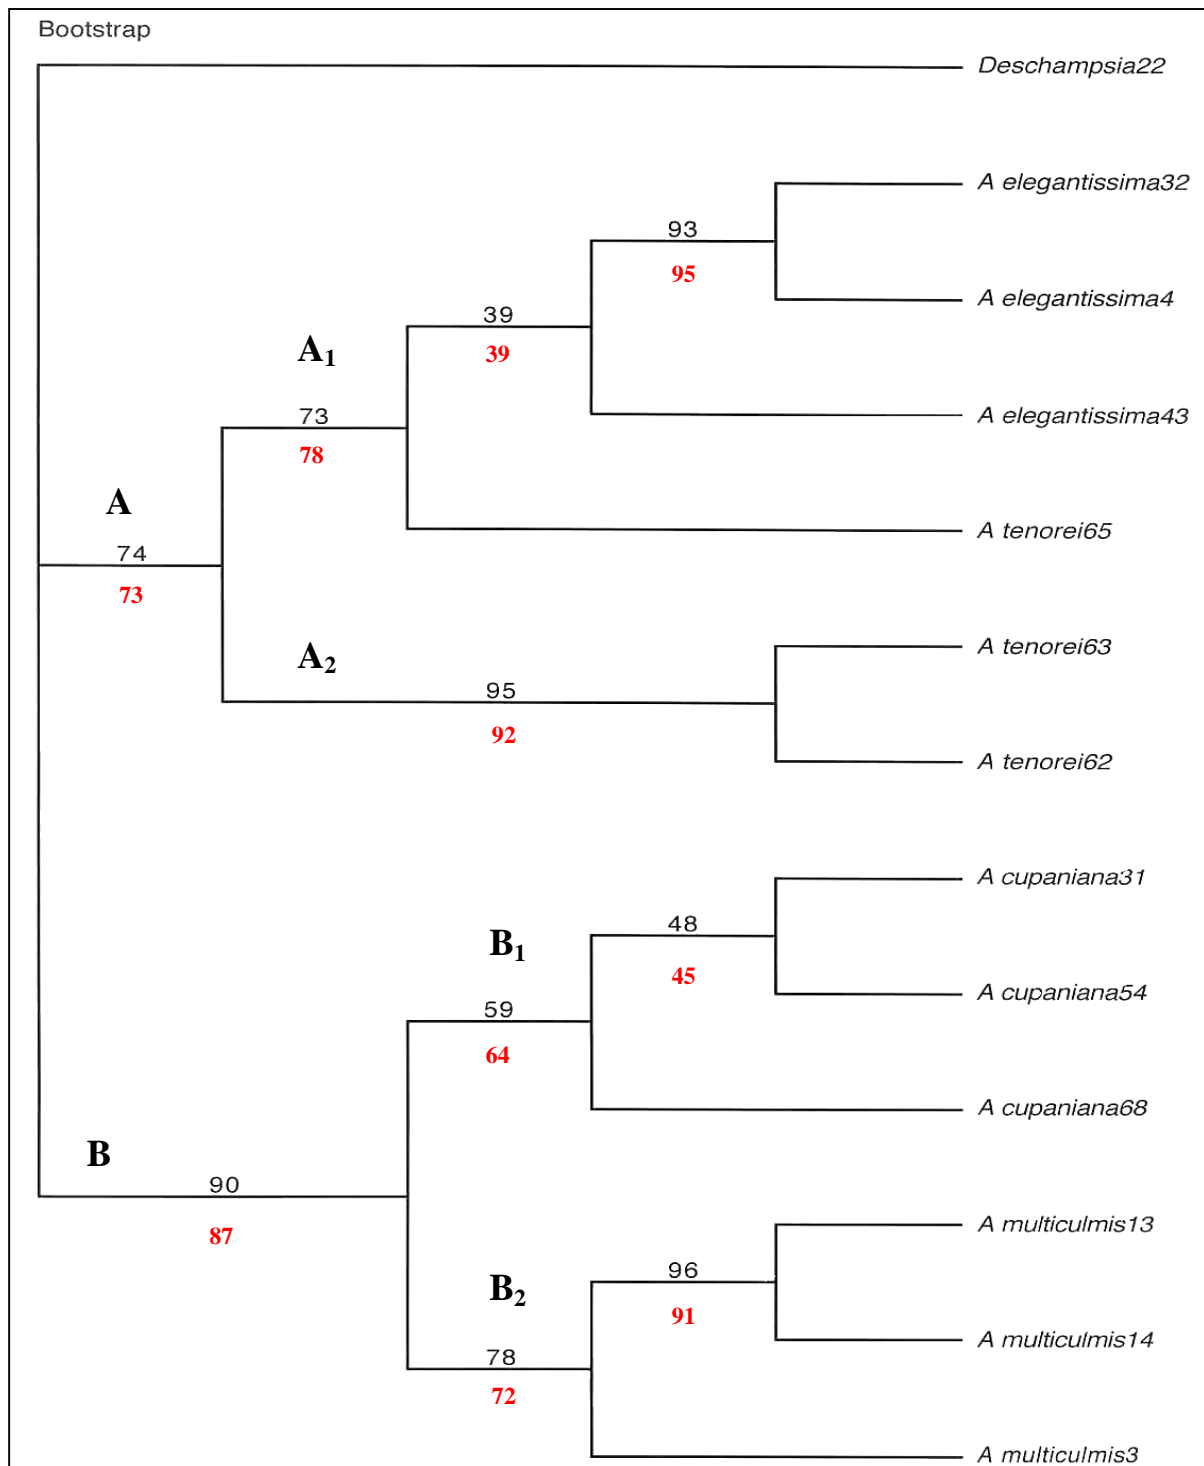 Bootstrap
Deschampsia22
A elegantissima32
93
95
A elegantissima4
39
39
A₁
73
78
A elegantissima43
A
74
73
A tenorei65
A₂
95
92
A tenorei63
A tenorei62
A cupaniana31
B₁
48
45
A cupaniana54
59
64
A cupaniana68
B
90
87
A multiculmis13
B₂
96
91
A multiculmis14
78
72
A multiculmis3